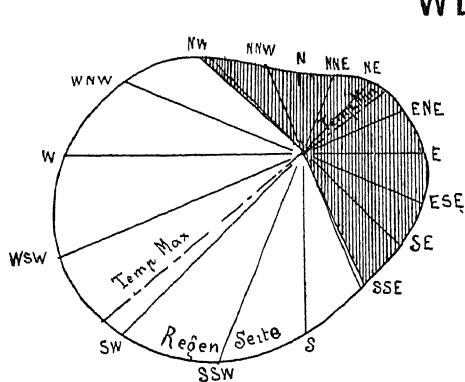 NW
NNW
N
NNE
NE
WNW
ENE
W
E
ESE
WSW
Temp Max
SE
SSE
SW
Regen Seite
S
SSW